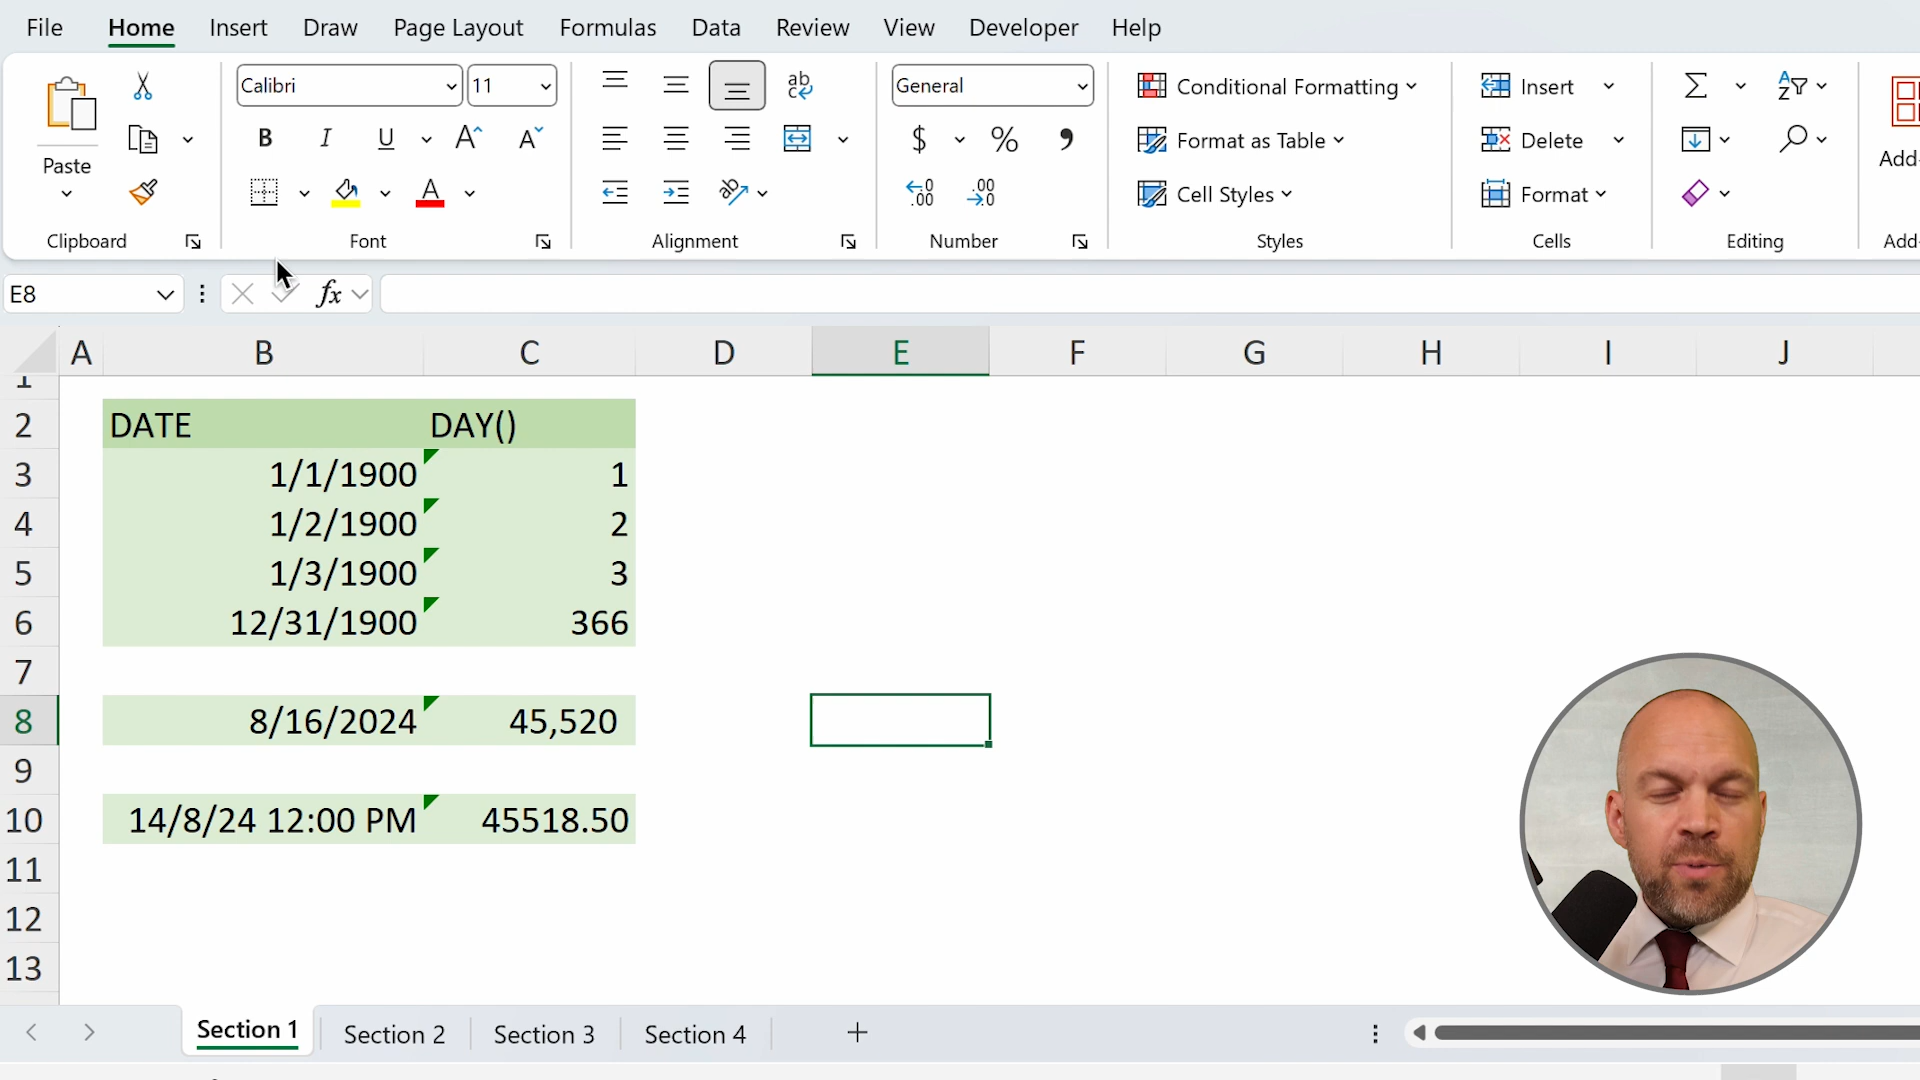 File Home Insert Draw Page Layout Formulas Data Review View Developer Help
Calibri 11 General Conditional Formatting Insert
Paste B I U A A $ % , Format as Table Delete
A Cell Styles Format
Clipboard Font Alignment Number Styles Cells Editing
E8 fx
A B C D E F G H I J
1
2 DATE DAY()
3 1/1/1900 1
4 1/2/1900 2
5 1/3/1900 3
6 12/31/1900 366
7
8 8/16/2024 45,520
9
10 14/8/24 12:00 PM 45518.50
11
12
13
Section 1 Section 2 Section 3 Section 4